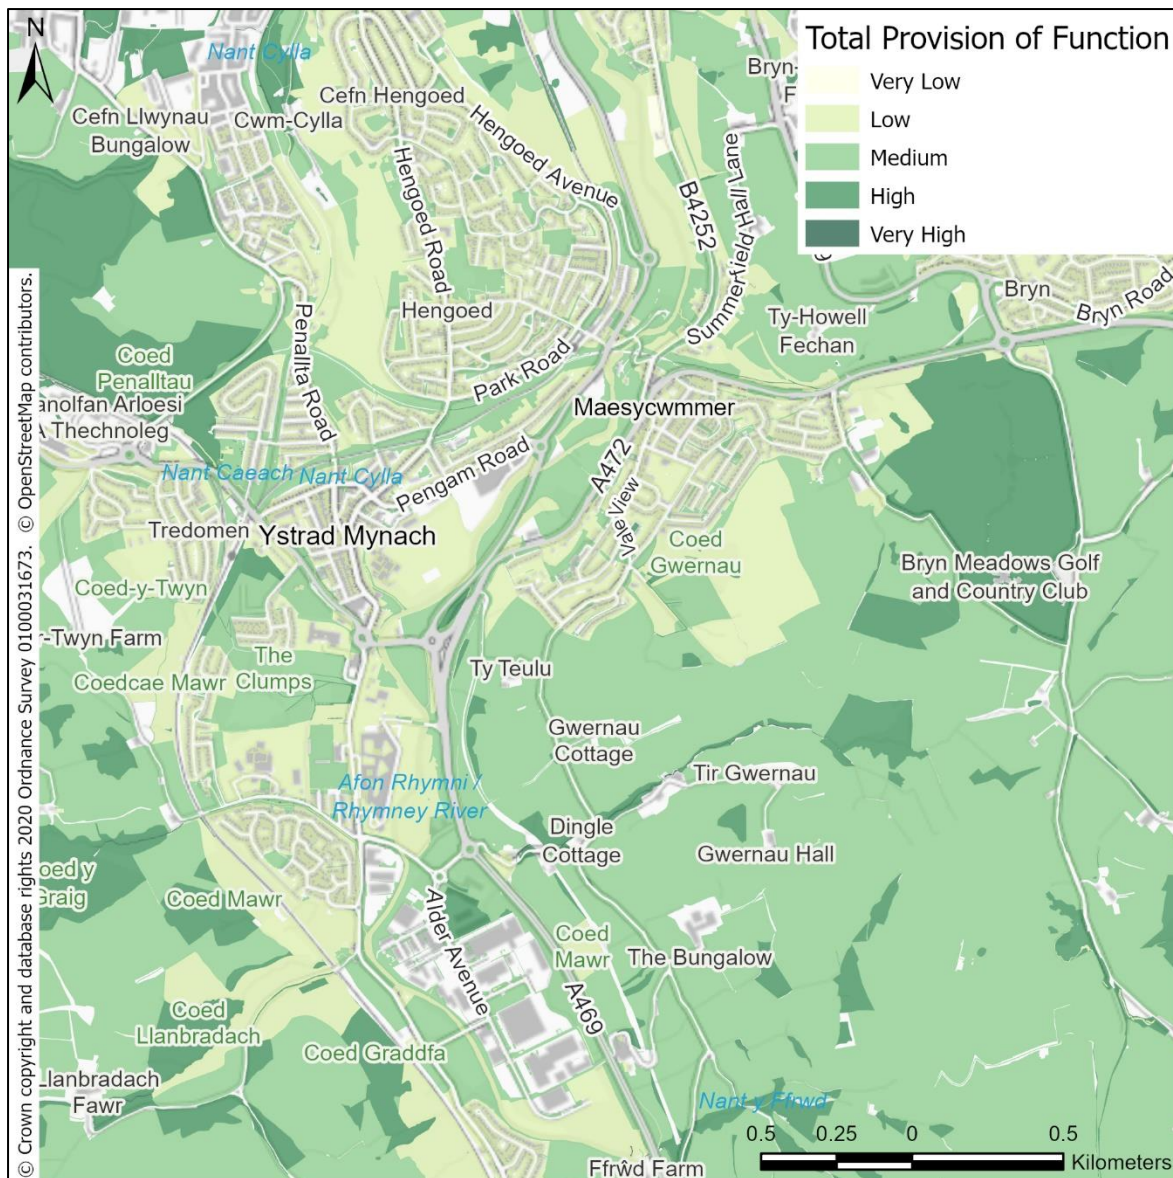 N
Total Provision of Function
Very Low
Low
Medium
High
Very High
Nant Cylla
Cefn Hengoed
Bryn-
F
Cefn Llwynau
Bungalow
Cwm-Cylla
Hengoed Avenue
Hengoed Road
B4252
Summerfield Hall Lane
Hengoed
Penallta Road
Park Road
Ty-Howell
Fechan
Bryn
Bryn Road
Coed
Penalltau
anolfan Arloesi
A Thechnoleg
Maesycwmmer
Nant Caeach
Nant Cylla
Pengam Road
A472
Vale View
Tredomen
Ystrad Mynach
Coed
Gwernau
Bryn Meadows Golf
and Country Club
Coed-y-Twyn
r-Twyn Farm
The
Clumps
Coedcae Mawr
Ty Teulu
Gwernau
Cottage
Tir Gwernau
Afon Rhymni /
Rhymney River
Dingle
Cottage
Gwernau Hall
oed y
Graig
Coed Mawr
Alder Avenue
Coed
Mawr
The Bungalow
A469
Coed
Llanbradach
Coed Graddfa
Llanbradach
Fawr
Nant y Ffrwd
Ffrŵd Farm
0.5 0.25 0 0.5
Kilometers
© Crown copyright and database rights 2020 Ordnance Survey 0100031673. © OpenStreetMap contributors.